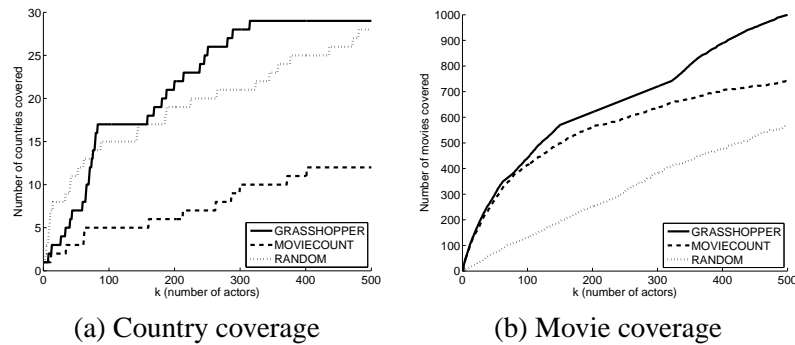 Number of countries covered
30
25
20
15
10
5
0
0 100 200 300 400 500
k (number of actors)
GRASSHOPPER
MOVIECOUNT
RANDOM
(a) Country coverage
Number of movies covered
1000
900
800
700
600
500
400
300
200
100
0
0 100 200 300 400 500
k (number of actors)
GRASSHOPPER
MOVIECOUNT
RANDOM
(b) Movie coverage